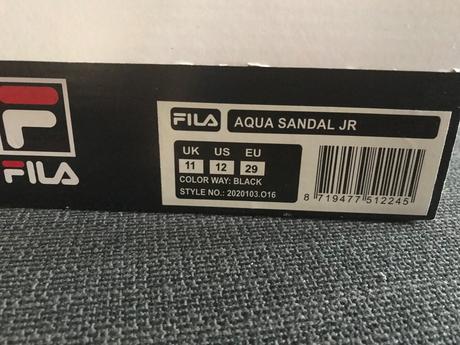 FILA
FILA AQUA SANDAL JR
UK US EU
11 12 29
COLOR WAY: BLACK
STYLE NO.: 2020103.O16
8 719477 512245